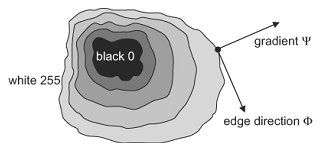 black 0
gradient Ψ
white 255
edge direction Φ